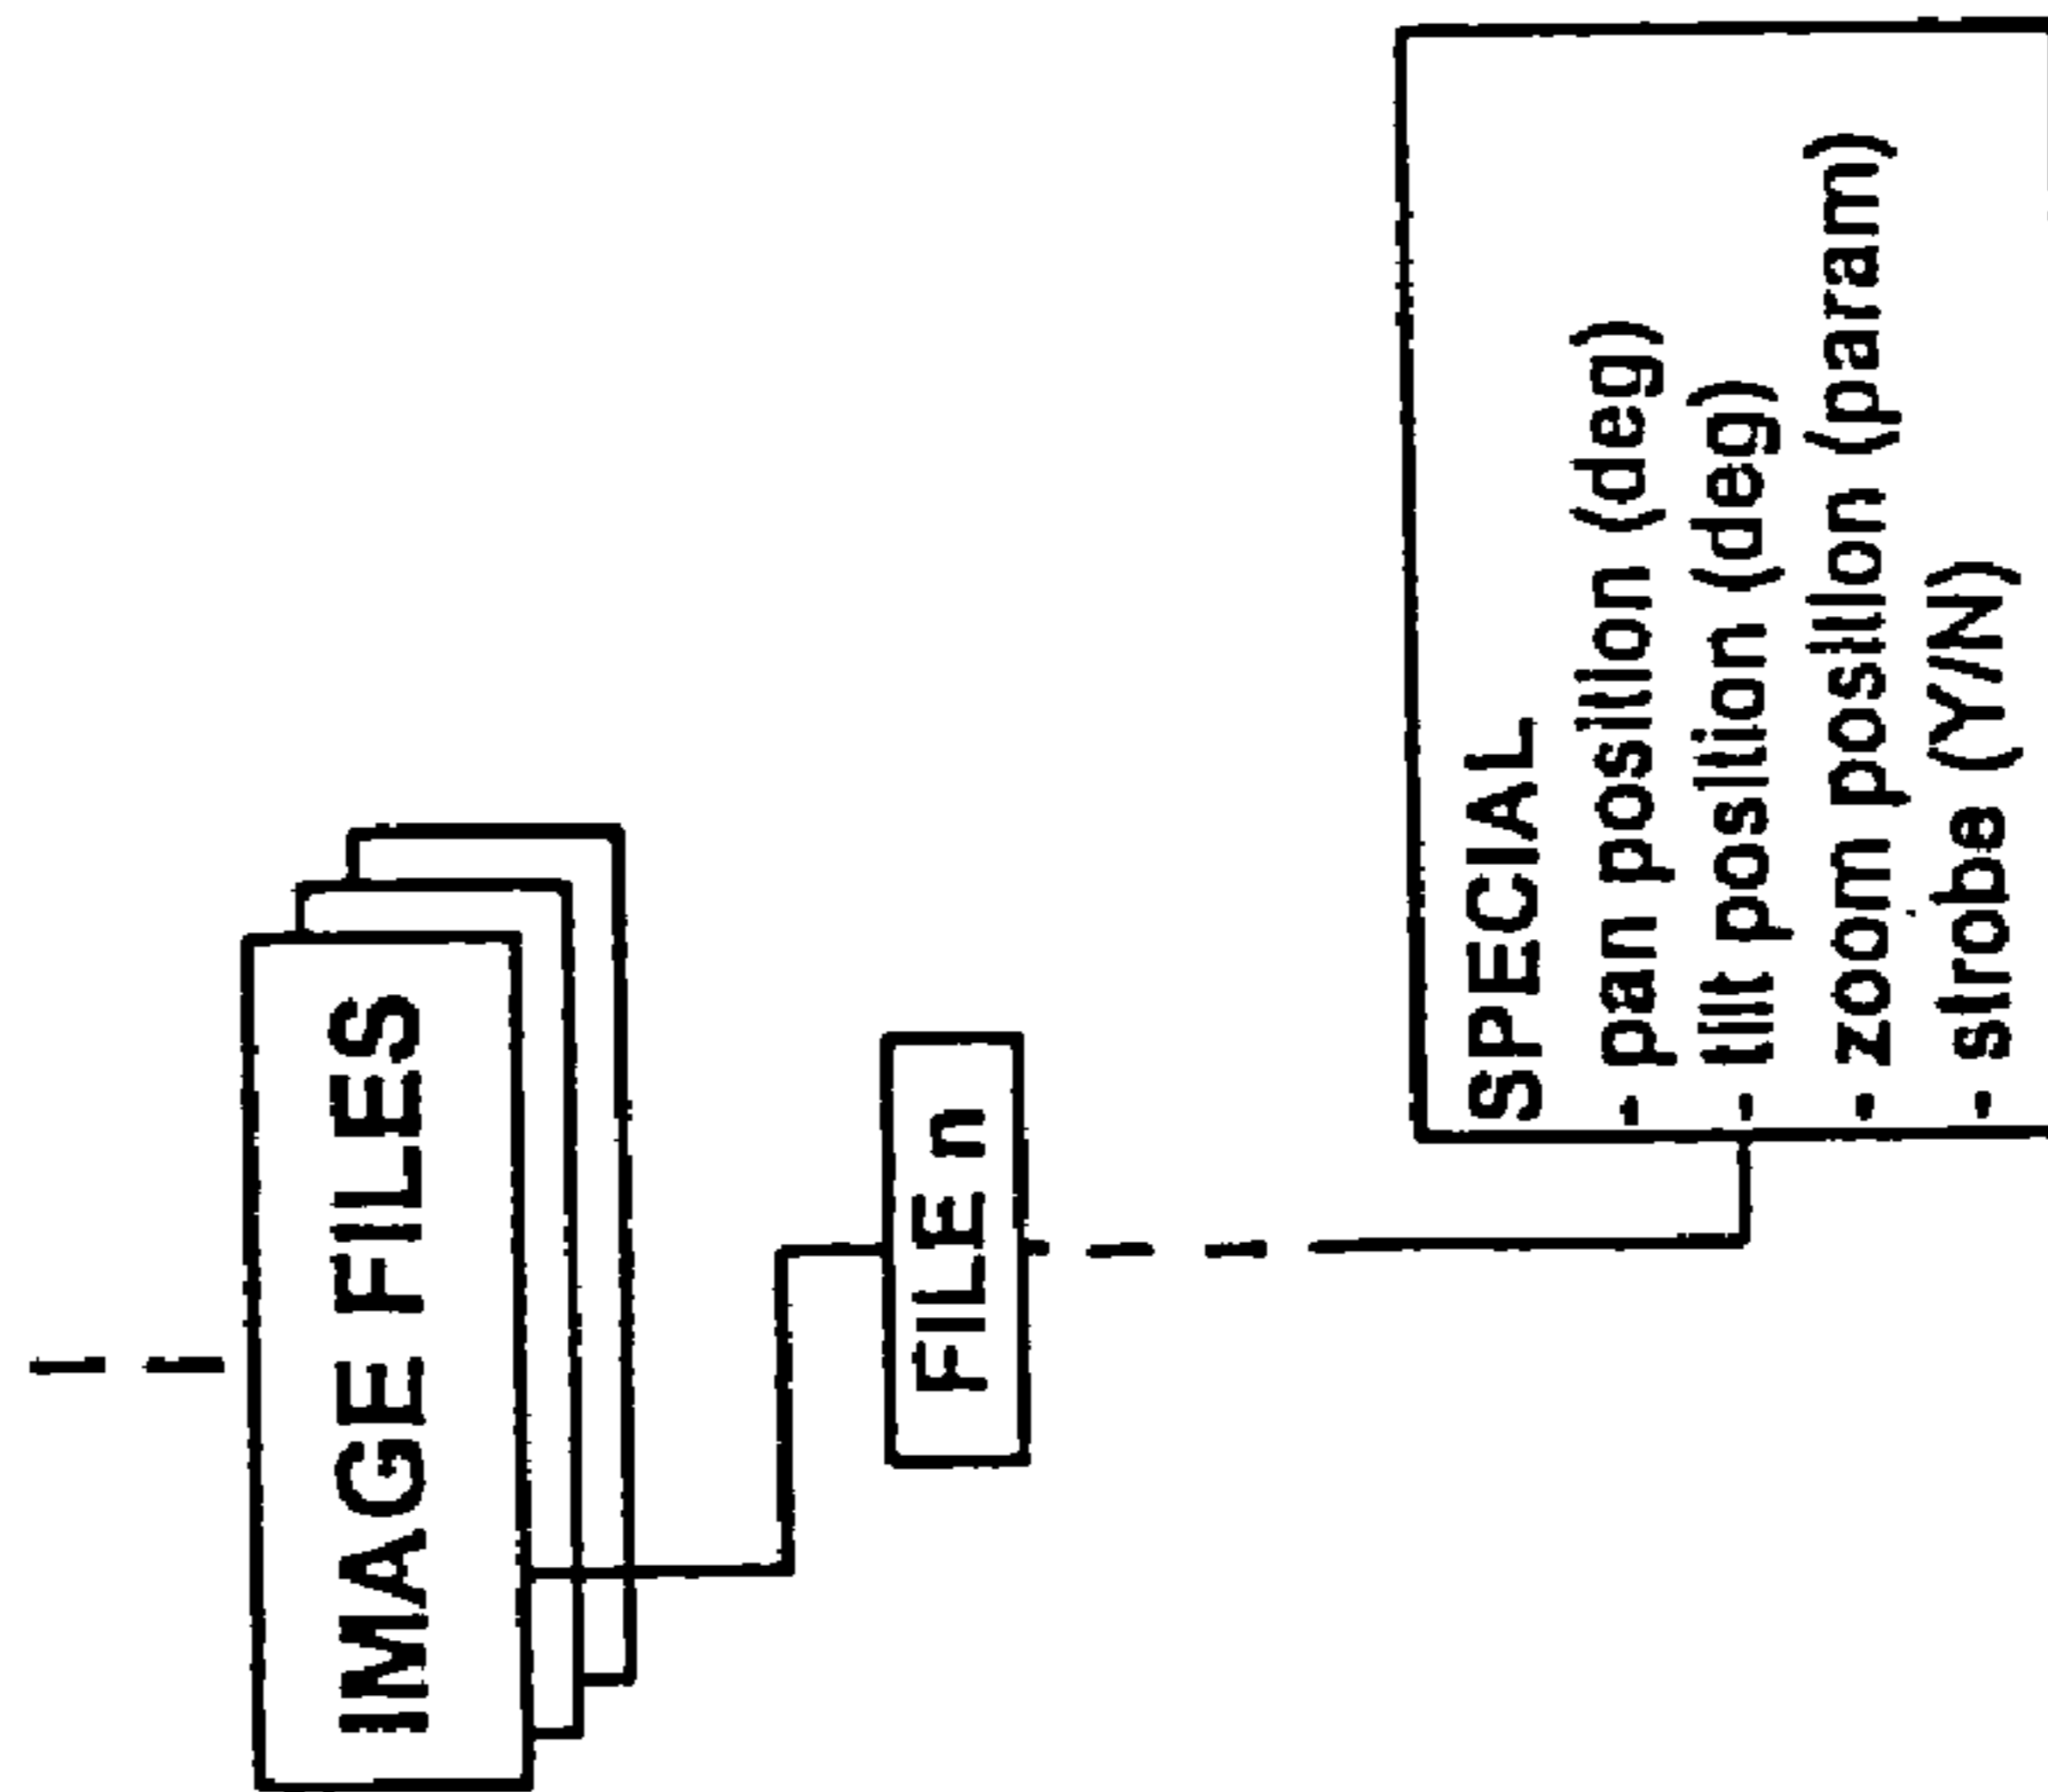 IMAGE FILES
FILE n
SPECIAL
- pan position (deg)
- tilt position (deg)
- zoom position (param)
- strobe (Y/N)